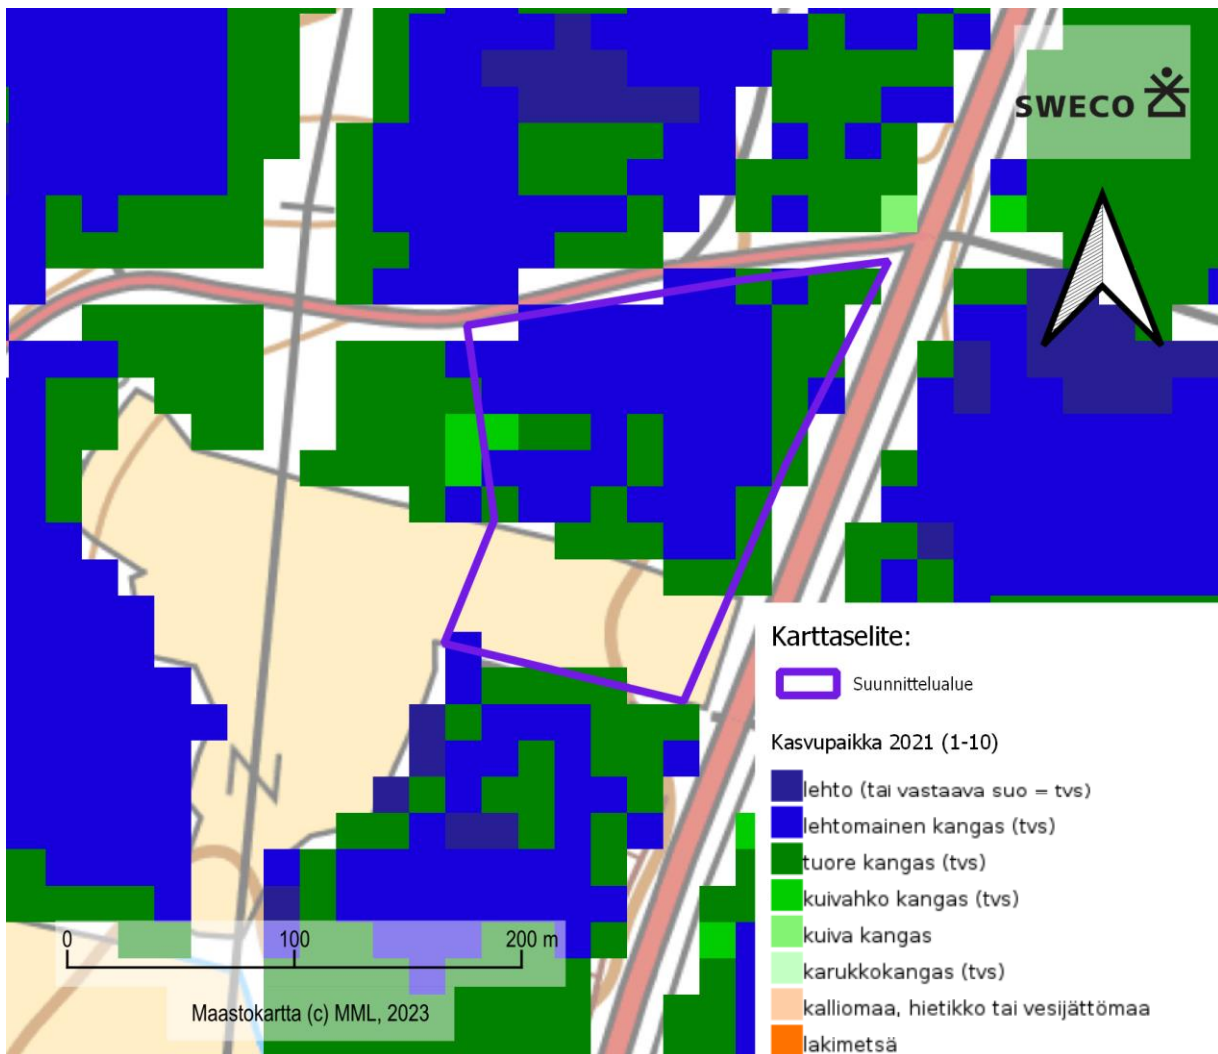 SWECO
Karttaselite:
Suunnittelualue
Kasvupaikka 2021 (1-10)
lehto (tai vastaava suo = tvs)
lehtomainen kangas (tvs)
tuore kangas (tvs)
kuivahko kangas (tvs)
kuiva kangas
karukkokangas (tvs)
kalliomaa, hietikko tai vesijättömaa
lakimetsä
0 100 200 m
Maastokartta (c) MML, 2023